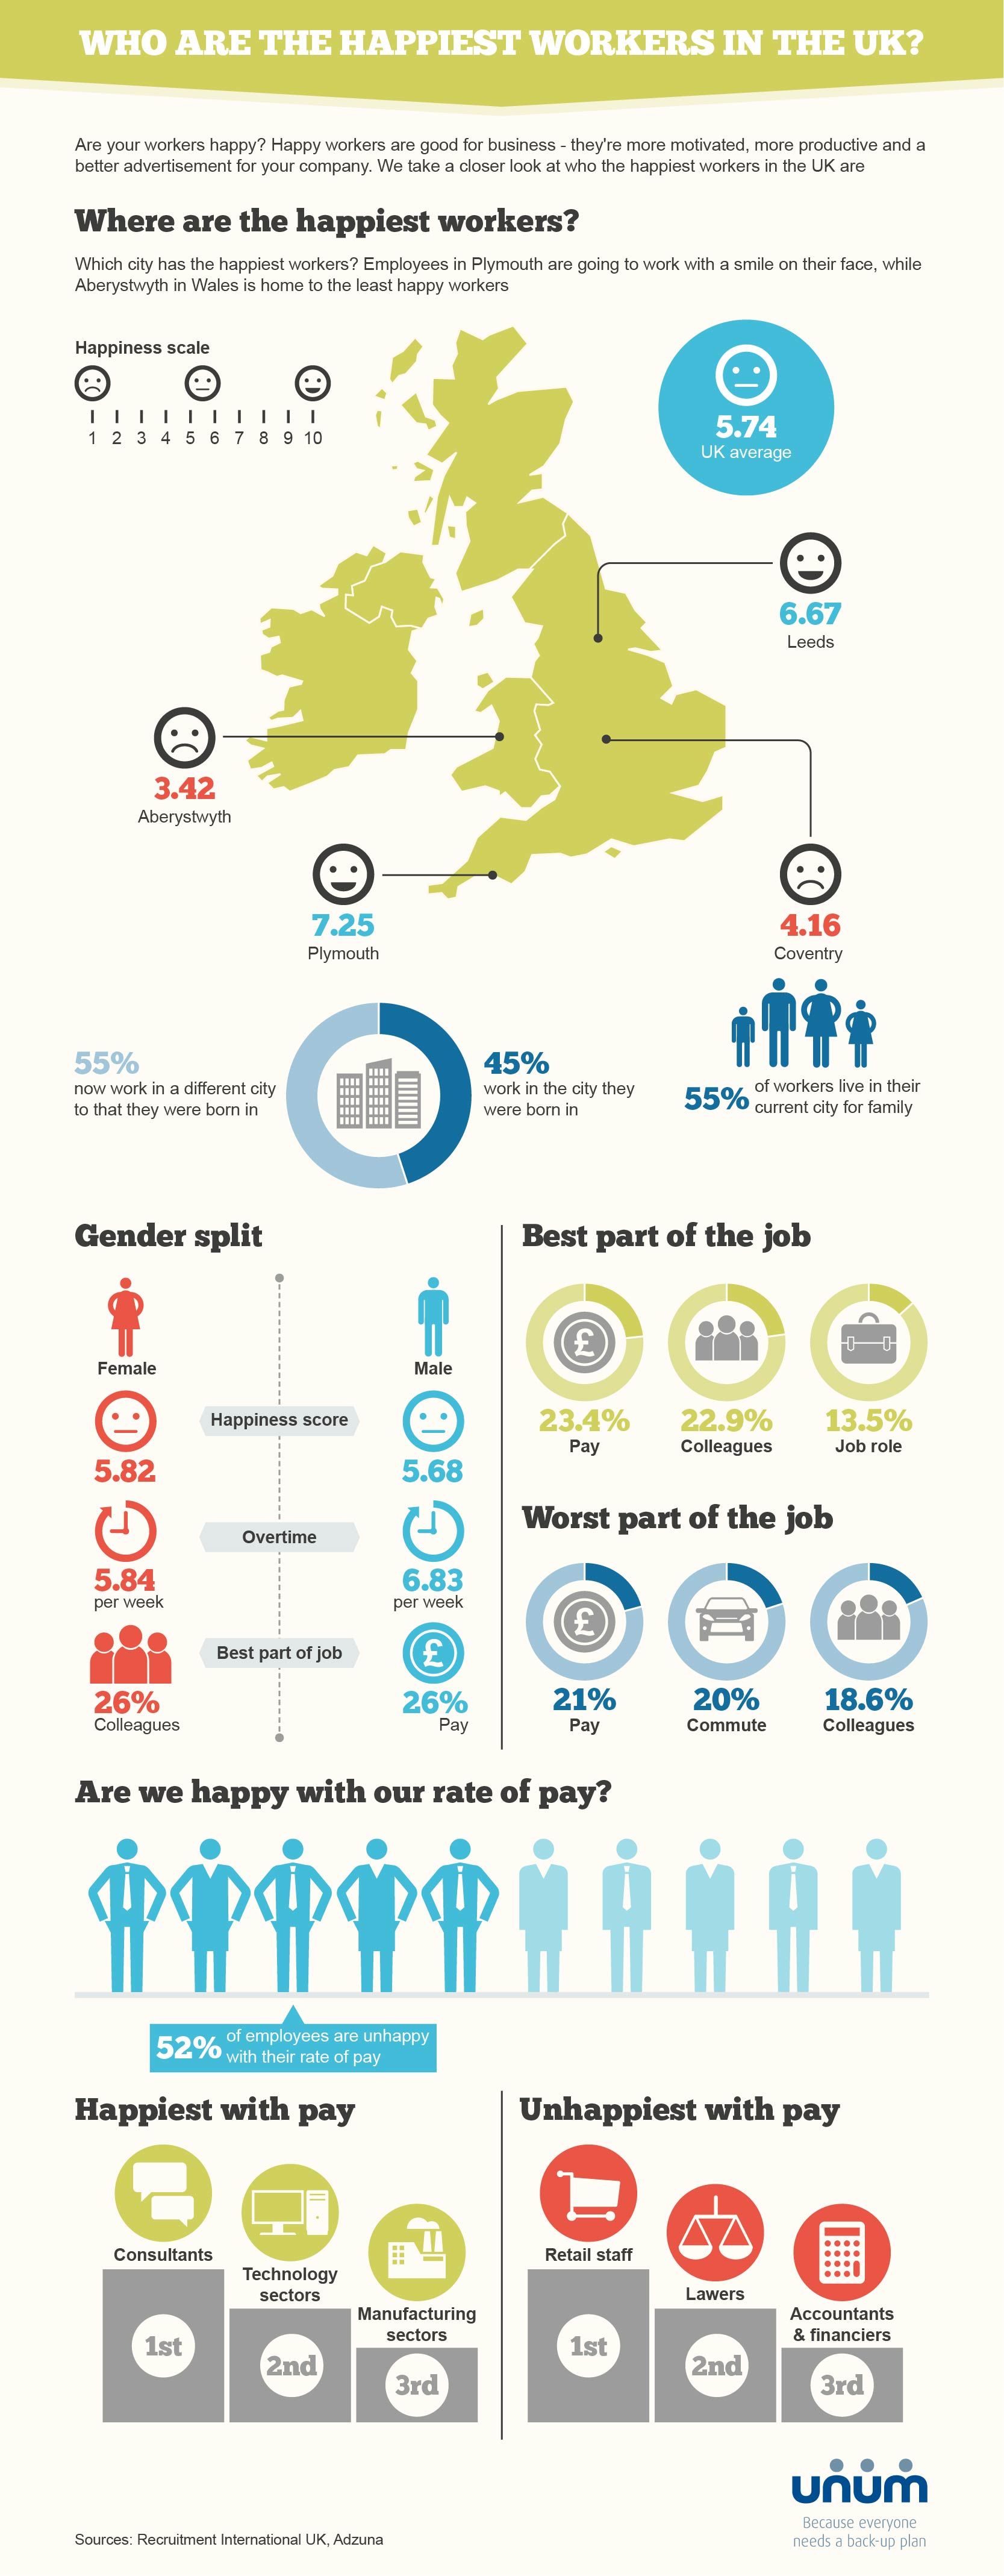 WHO ARE THE HAPPIEST WORKERS IN THE UK?
Are your workers happy? Happy workers are good for business - they're more motivated, more productive and a
better advertisement for your company. We take a closer look at who the happiest workers in the UK are
Where are the happiest workers?
Which city has the happiest workers? Employees in Plymouth are going to work with a smile on their face, while
Aberystwyth in Wales is home to the least happy workers
Happiness scale
1 2 3 4 5 6 7 8 9 10
5.74
UK average
6.67
Leeds
3.42
Aberystwyth
7.25
Plymouth
4.16
Coventry
55%
now work in a different city
to that they were born in
45%
work in the city they
were born in
55%
of workers live in their
current city for family
Gender split
Female
Male
Happiness score
5.82
5.68
Overtime
5.84
per week
6.83
per week
Best part of job
26%
Colleagues
26%
Pay
Best part of the job
£
23.4%
Pay
22.9%
Colleagues
13.5%
Job role
Worst part of the job
£
21%
Pay
20%
Commute
18.6%
Colleagues
Are we happy with our rate of pay?
52%
of employees are unhappy
with their rate of pay
Happiest with pay
Consultants
1st
Technology
sectors
2nd
Manufacturing
sectors
3rd
Unhappiest with pay
Retail staff
1st
Lawers
2nd
Accountants
& financiers
3rd
Sources: Recruitment International UK, Adzuna
unum
Because everyone
needs a back-up plan